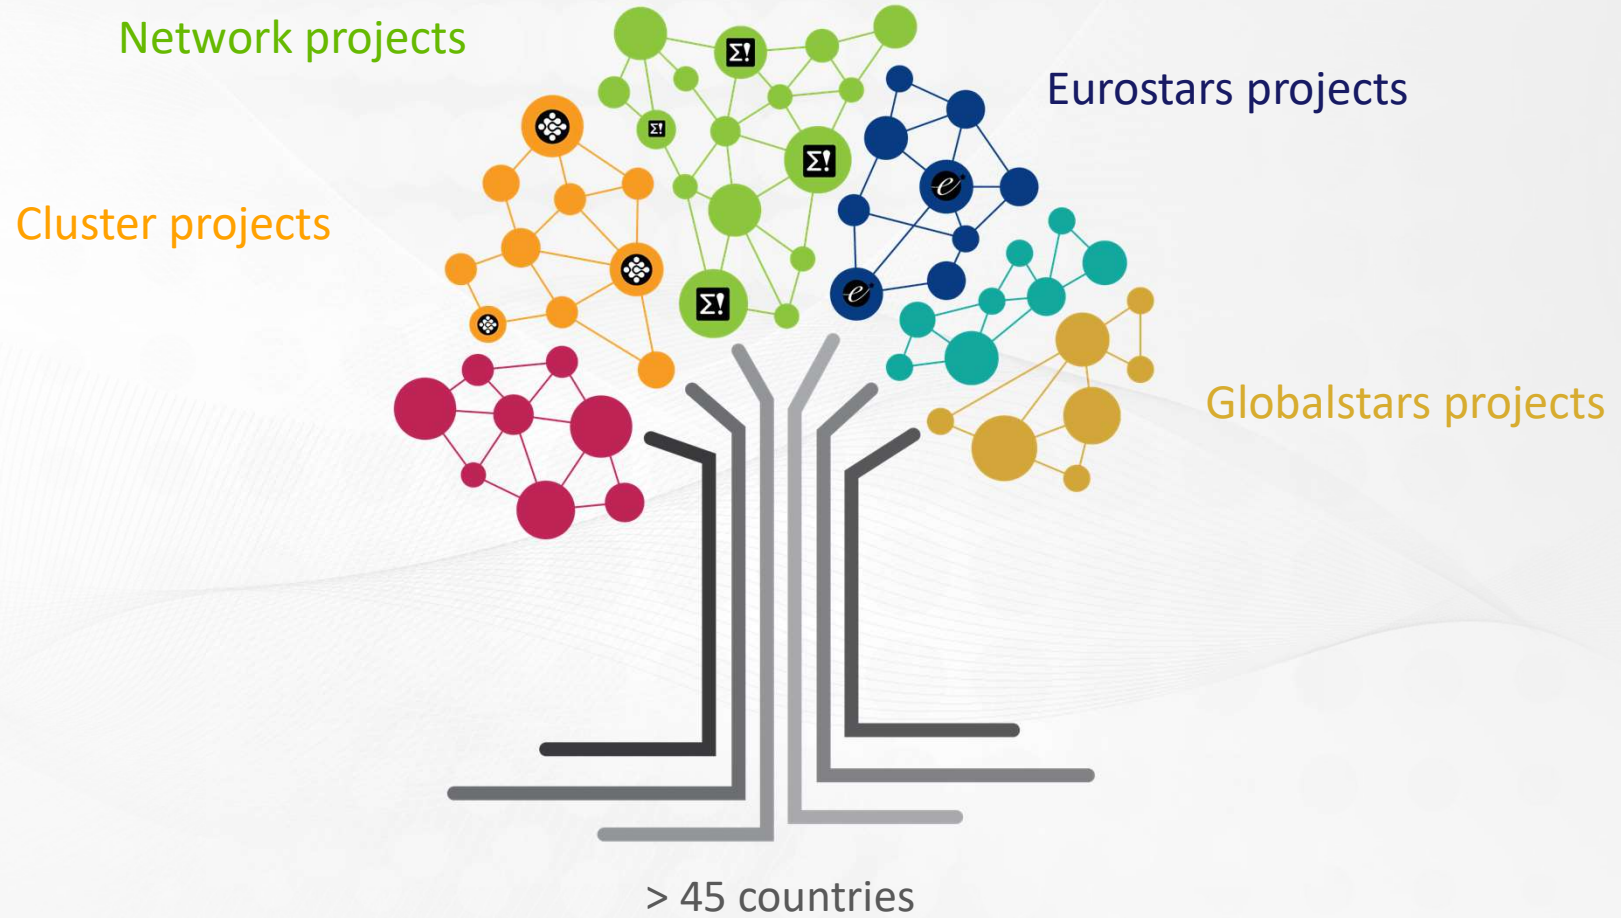 Network projects
Eurostars projects
Cluster projects
Globalstars projects
Σ!
Σ!
Σ!
Σ!
e
e
> 45 countries